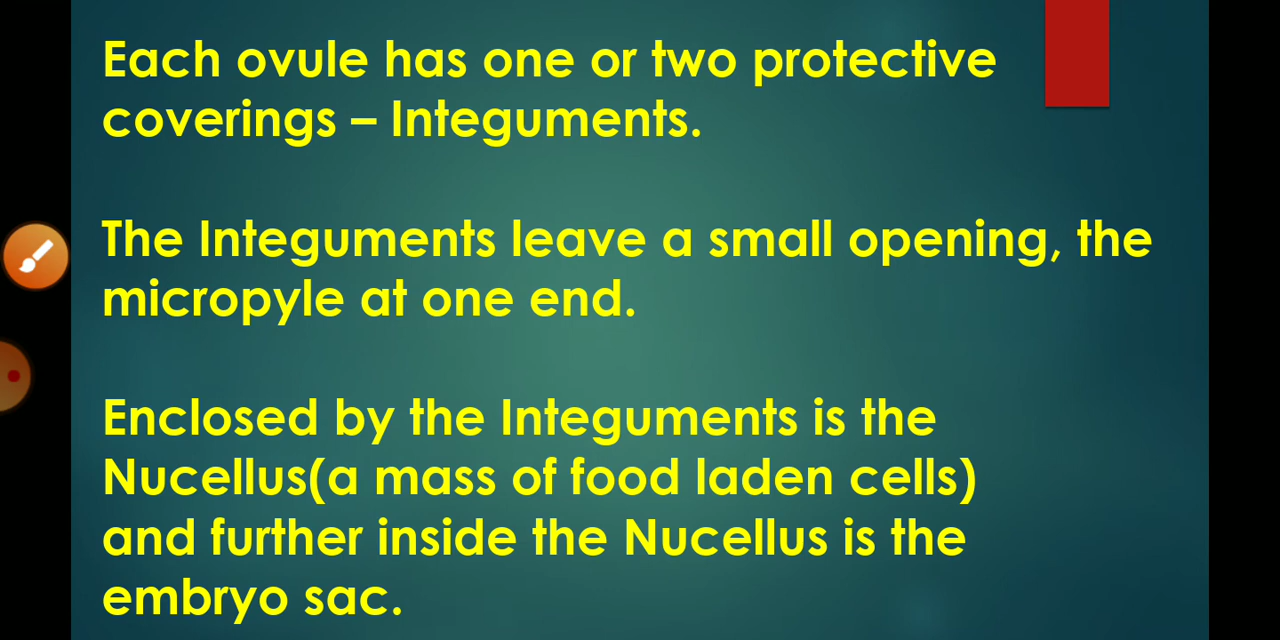 Each ovule has one or two protective
coverings – Integuments.
The Integuments leave a small opening, the
micropyle at one end.
Enclosed by the Integuments is the
Nucellus(a mass of food laden cells)
and further inside the Nucellus is the
embryo sac.